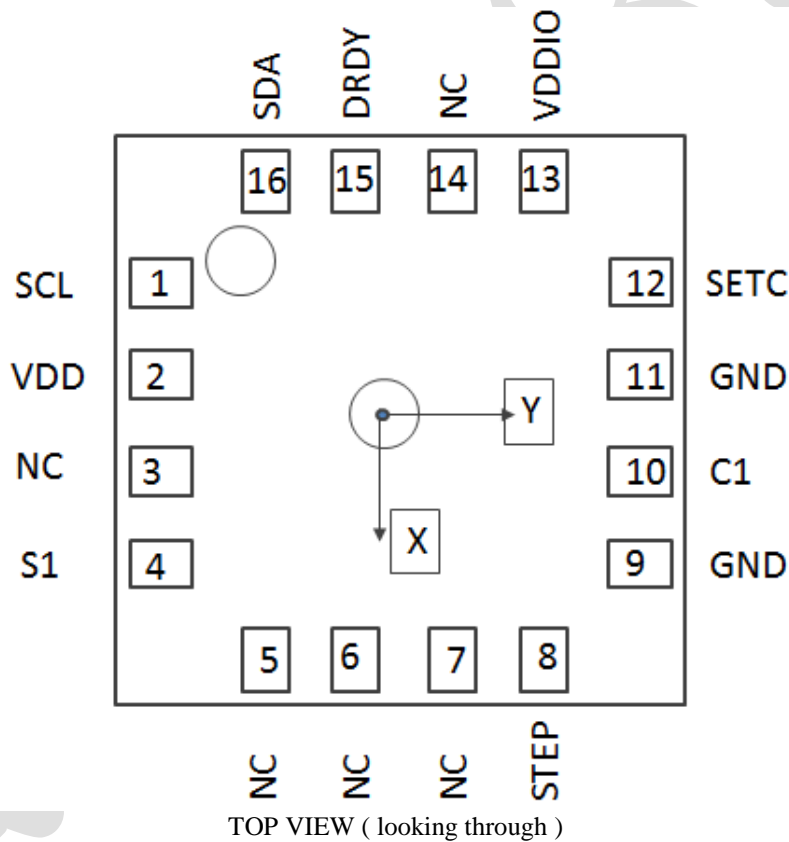 SDA DRDY NC VDDIO
16 15 14 13
SCL 1 12 SETC
VDD 2 11 GND
Y
NC 3 10 C1
X
S1 4 9 GND
5 6 7 8
NC NC NC STEP
TOP VIEW ( looking through )